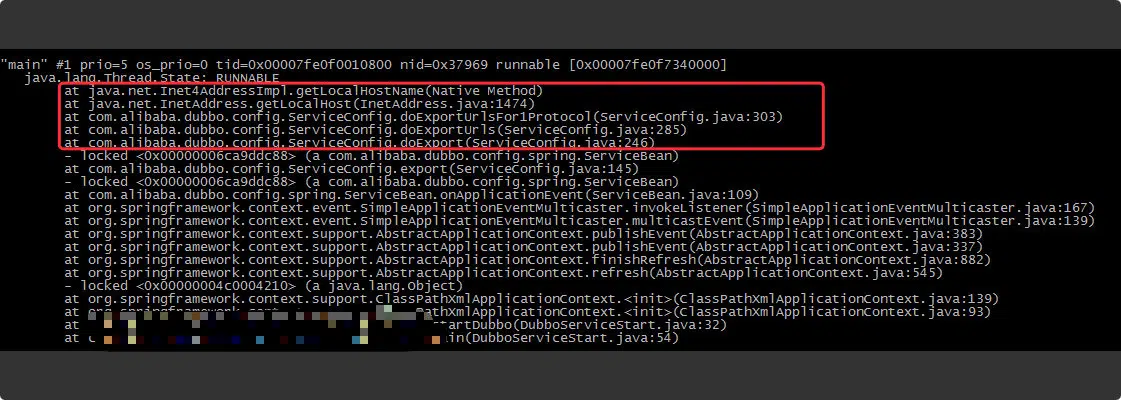 "main" #1 prio=5 os_prio=0 tid=0x00007fe0f0010800 nid=0x37969 runnable [0x00007fe0f7340000]
java.lang.Thread.State: RUNNABLE
at java.net.Inet4AddressImpl.getLocalHostName(Native Method)
at java.net.InetAddress.getLocalHost(InetAddress.java:1474)
at com.alibaba.dubbo.config.ServiceConfig.doExportUrlsFor1Protocol(ServiceConfig.java:303)
at com.alibaba.dubbo.config.ServiceConfig.doExportUrls(ServiceConfig.java:285)
at com.alibaba.dubbo.config.ServiceConfig.doExport(ServiceConfig.java:246)
- locked <0x00000006ca9ddc88> (a com.alibaba.dubbo.config.spring.ServiceBean)
at com.alibaba.dubbo.config.ServiceConfig.export(ServiceConfig.java:145)
- locked <0x00000006ca9ddc88> (a com.alibaba.dubbo.config.spring.ServiceBean)
at com.alibaba.dubbo.config.spring.ServiceBean.onApplicationEvent(ServiceBean.java:109)
at org.springframework.context.event.SimpleApplicationEventMulticaster.invokeListener(SimpleApplicationEventMulticaster.java:167)
at org.springframework.context.event.SimpleApplicationEventMulticaster.multicastEvent(SimpleApplicationEventMulticaster.java:139)
at org.springframework.context.support.AbstractApplicationContext.publishEvent(AbstractApplicationContext.java:383)
at org.springframework.context.support.AbstractApplicationContext.publishEvent(AbstractApplicationContext.java:337)
at org.springframework.context.support.AbstractApplicationContext.finishRefresh(AbstractApplicationContext.java:882)
at org.springframework.context.support.AbstractApplicationContext.refresh(AbstractApplicationContext.java:545)
- locked <0x00000004c0004210> (a java.lang.Object)
at org.springframework.context.support.ClassPathXmlApplicationContext.<init>(ClassPathXmlApplicationContext.java:139)
at org.springframework.context PathXmlApplicationContext.<init>(ClassPathXmlApplicationContext.java:93)
at startDubbo(DubboServiceStart.java:32)
at c in(DubboServiceStart.java:54)